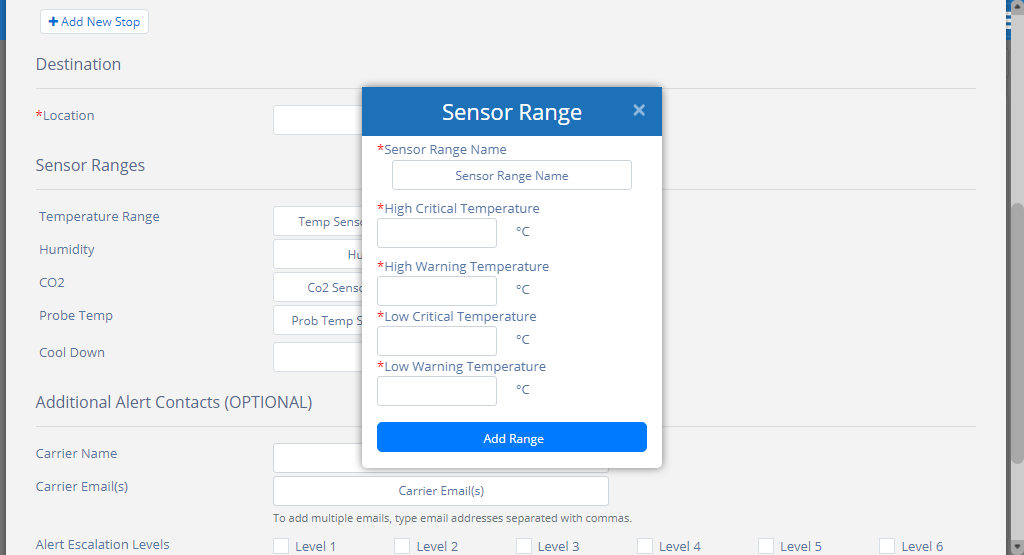 + Add New Stop
Destination
*Location
Sensor Range ×
*Sensor Range Name
Sensor Range Name
*High Critical Temperature
°C
*High Warning Temperature
°C
*Low Critical Temperature
°C
*Low Warning Temperature
°C
Add Range
Sensor Ranges
Temperature Range Temp
Humidity
CO2 Co2
Probe Temp Prob Temp
Cool Down
Additional Alert Contacts (OPTIONAL)
Carrier Name
Carrier Email(s) Carrier Email(s)
To add multiple emails, type email addresses separated with commas.
Alert Escalation Levels Level 1 Level 2 Level 3 Level 4 Level 5 Level 6